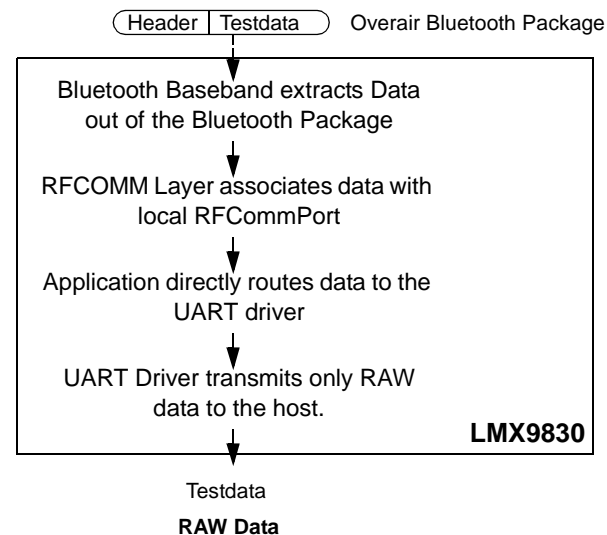 Header Testdata Overair Bluetooth Package
Bluetooth Baseband extracts Data
out of the Bluetooth Package
RFCOMM Layer associates data with
local RFCommPort
Application directly routes data to the
UART driver
UART Driver transmits only RAW
data to the host.
LMX9830
Testdata
RAW Data